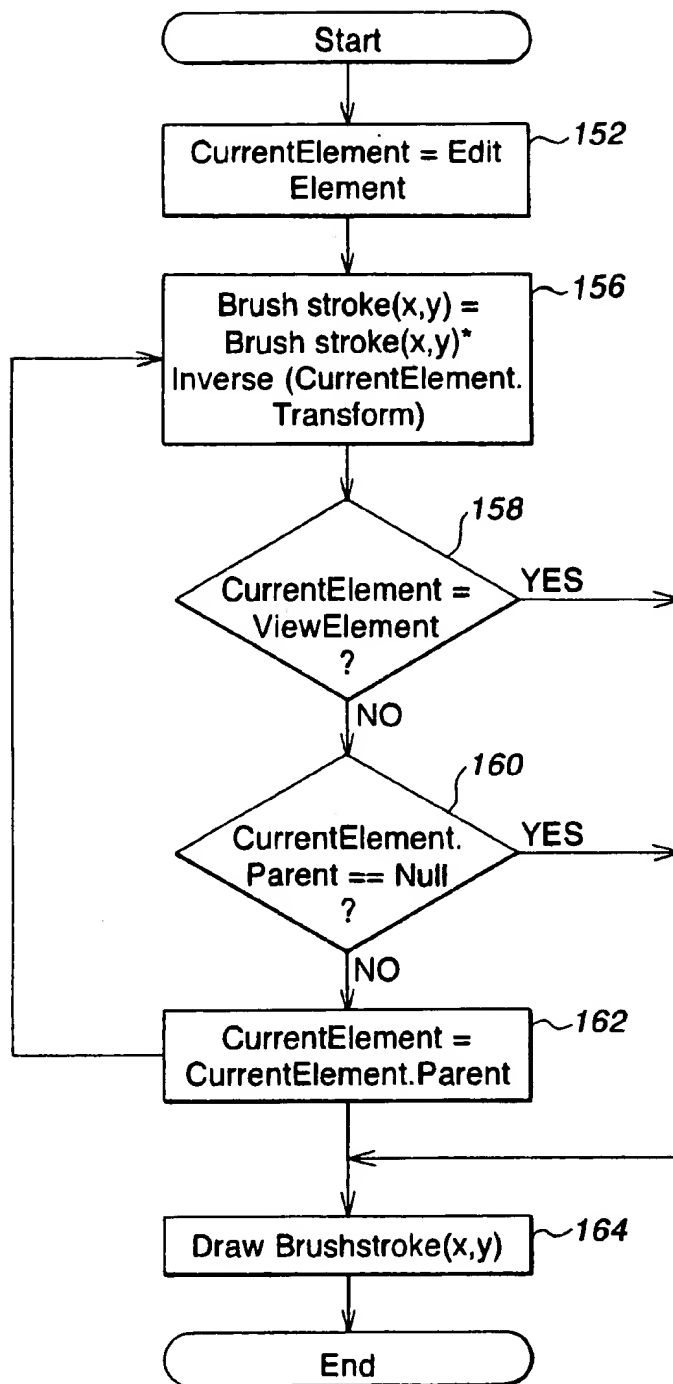 Start
152
CurrentElement = Edit
Element
156
Brush stroke(x,y) =
Brush stroke(x,y)*
Inverse (CurrentElement.
Transform)
158
CurrentElement =
ViewElement
?
YES
NO
160
CurrentElement.
Parent == Null
?
YES
NO
162
CurrentElement =
CurrentElement.Parent
164
Draw Brushstroke(x,y)
End